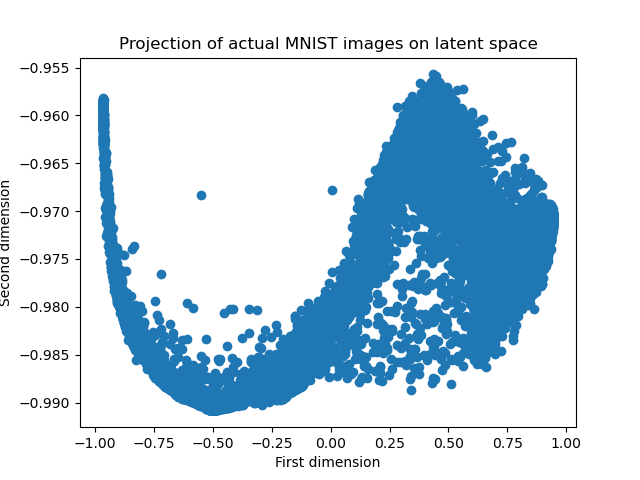 Projection of actual MNIST images on latent space
−0.955
−0.960
−0.965
−0.970
−0.975
−0.980
−0.985
−0.990
Second dimension
−1.00 −0.75 −0.50 −0.25 0.00 0.25 0.50 0.75 1.00
First dimension